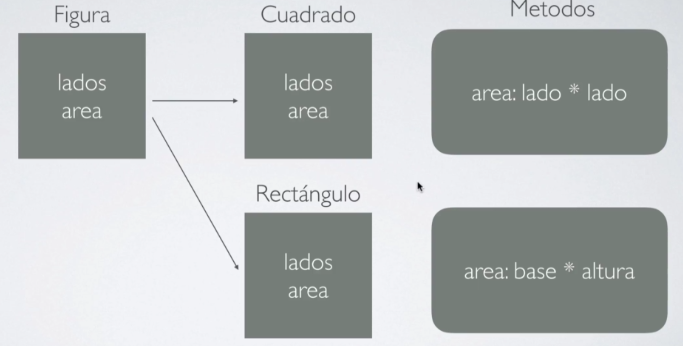 Figura
Cuadrado
Metodos
lados
area
lados
area
area: lado * lado
Rectángulo
lados
area
area: base * altura